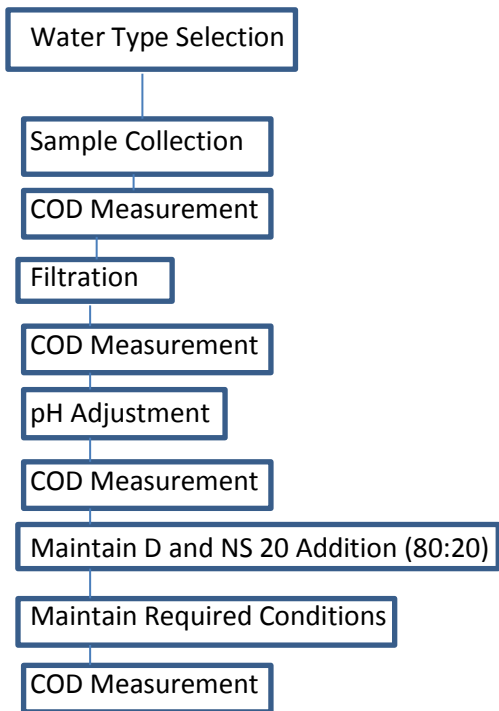 Water Type Selection
Sample Collection
COD Measurement
Filtration
COD Measurement
pH Adjustment
COD Measurement
Maintain D and NS 20 Addition (80:20)
Maintain Required Conditions
COD Measurement